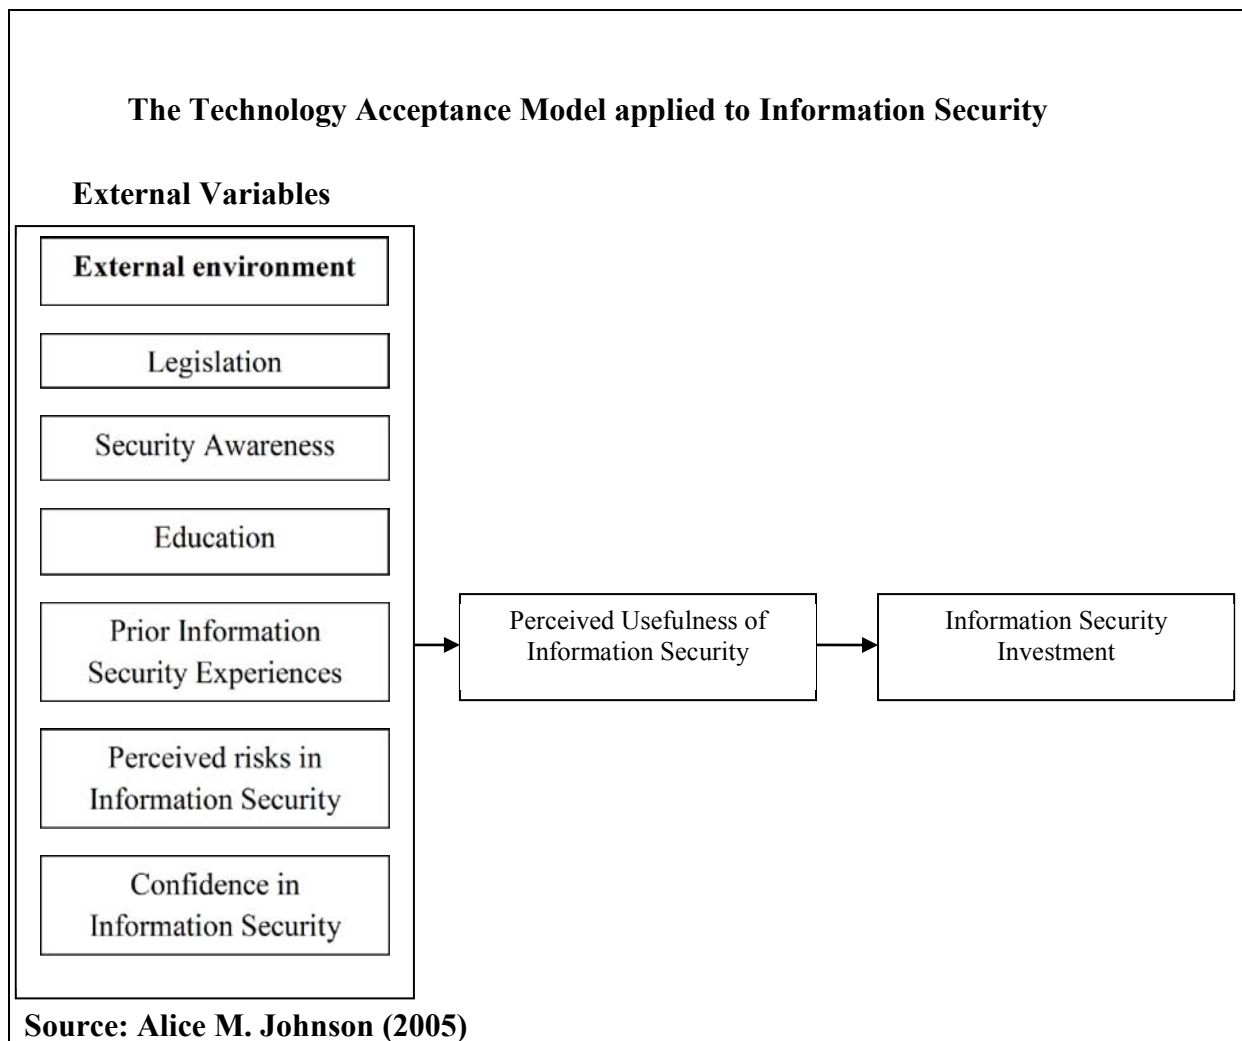 The Technology Acceptance Model applied to Information Security
External Variables
External environment
Legislation
Security Awareness
Education
Prior Information
Security Experiences
Perceived risks in
Information Security
Confidence in
Information Security
Perceived Usefulness of
Information Security
Information Security
Investment
Source: Alice M. Johnson (2005)